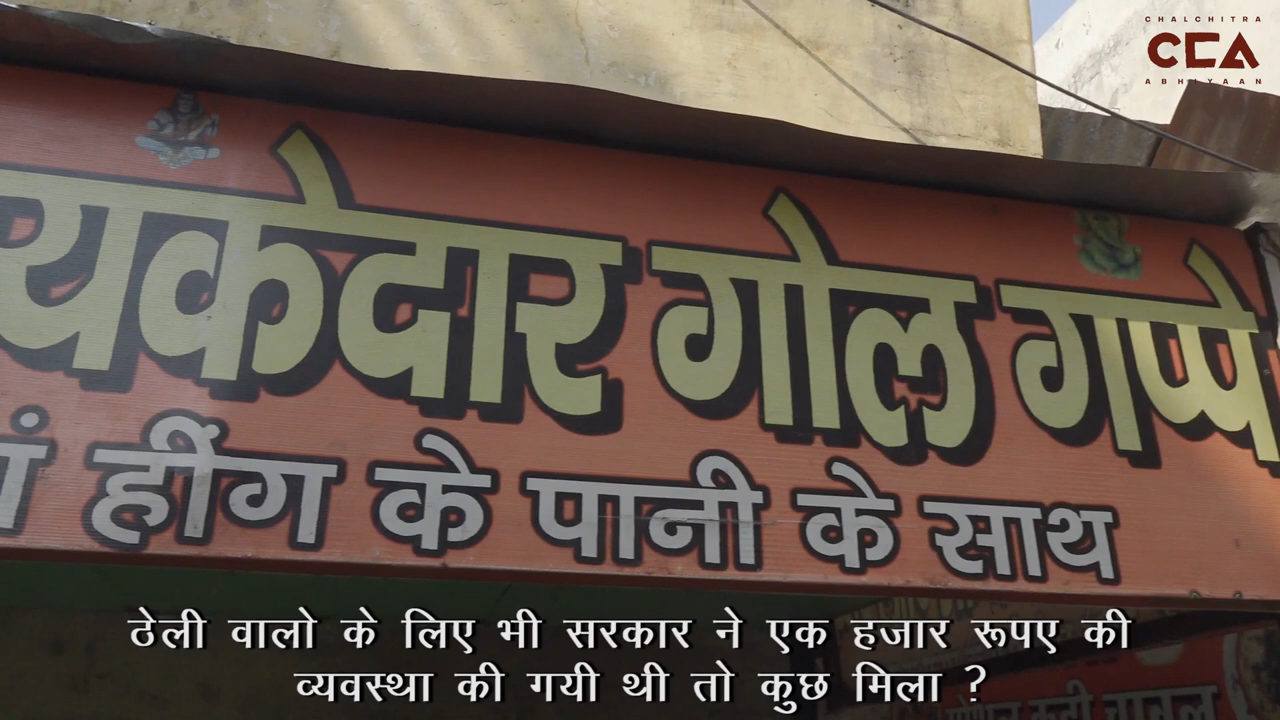 CHALCHITRA
CCA
ABHIYAAN
यकेदार गोल गप्पे
हींग के पानी के साथ
ठेली वालो के लिए भी सरकार ने एक हजार रूपए की
व्यवस्था की गयी थी तो कुछ मिला ?